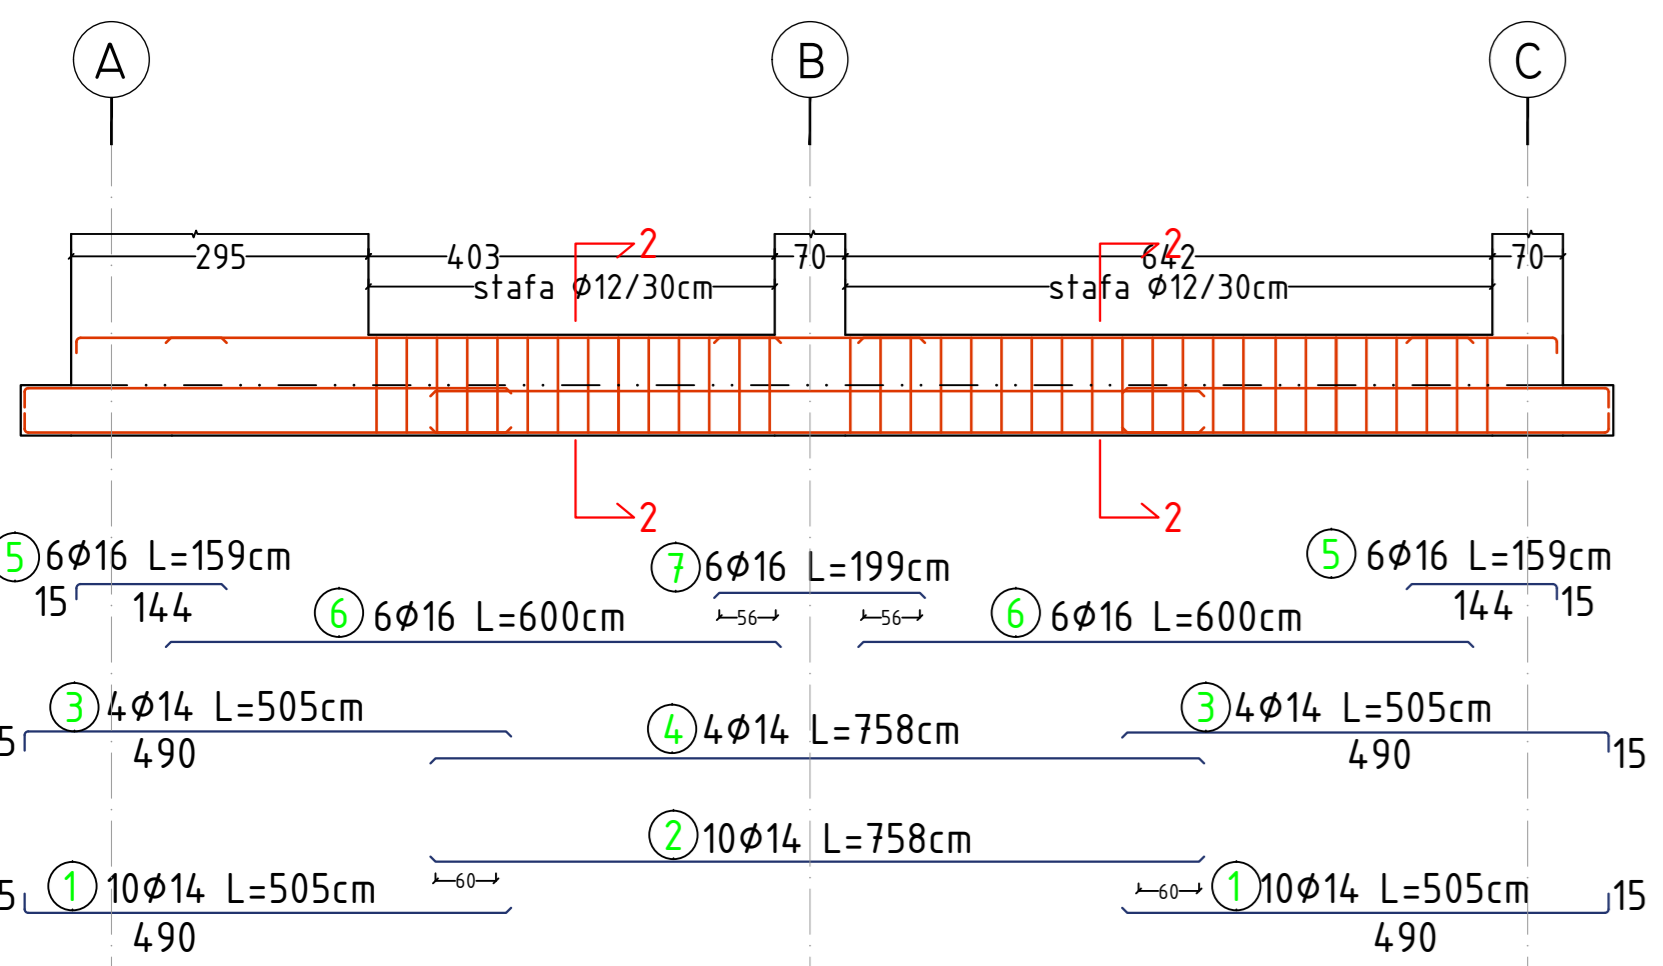 A B C
295 403 2 70 642 2 70
stafa Φ12/30cm stafa Φ12/30cm
2 2
5 6Φ16 L=159cm 7 6Φ16 L=199cm 5 6Φ16 L=159cm
15 144 56 56 144 15
6 6Φ16 L=600cm 6 6Φ16 L=600cm
3 4Φ14 L=505cm 4 4Φ14 L=758cm 3 4Φ14 L=505cm
5 490 490 15
2 10Φ14 L=758cm
60 60
5 1 10Φ14 L=505cm 1 10Φ14 L=505cm 15
490 490